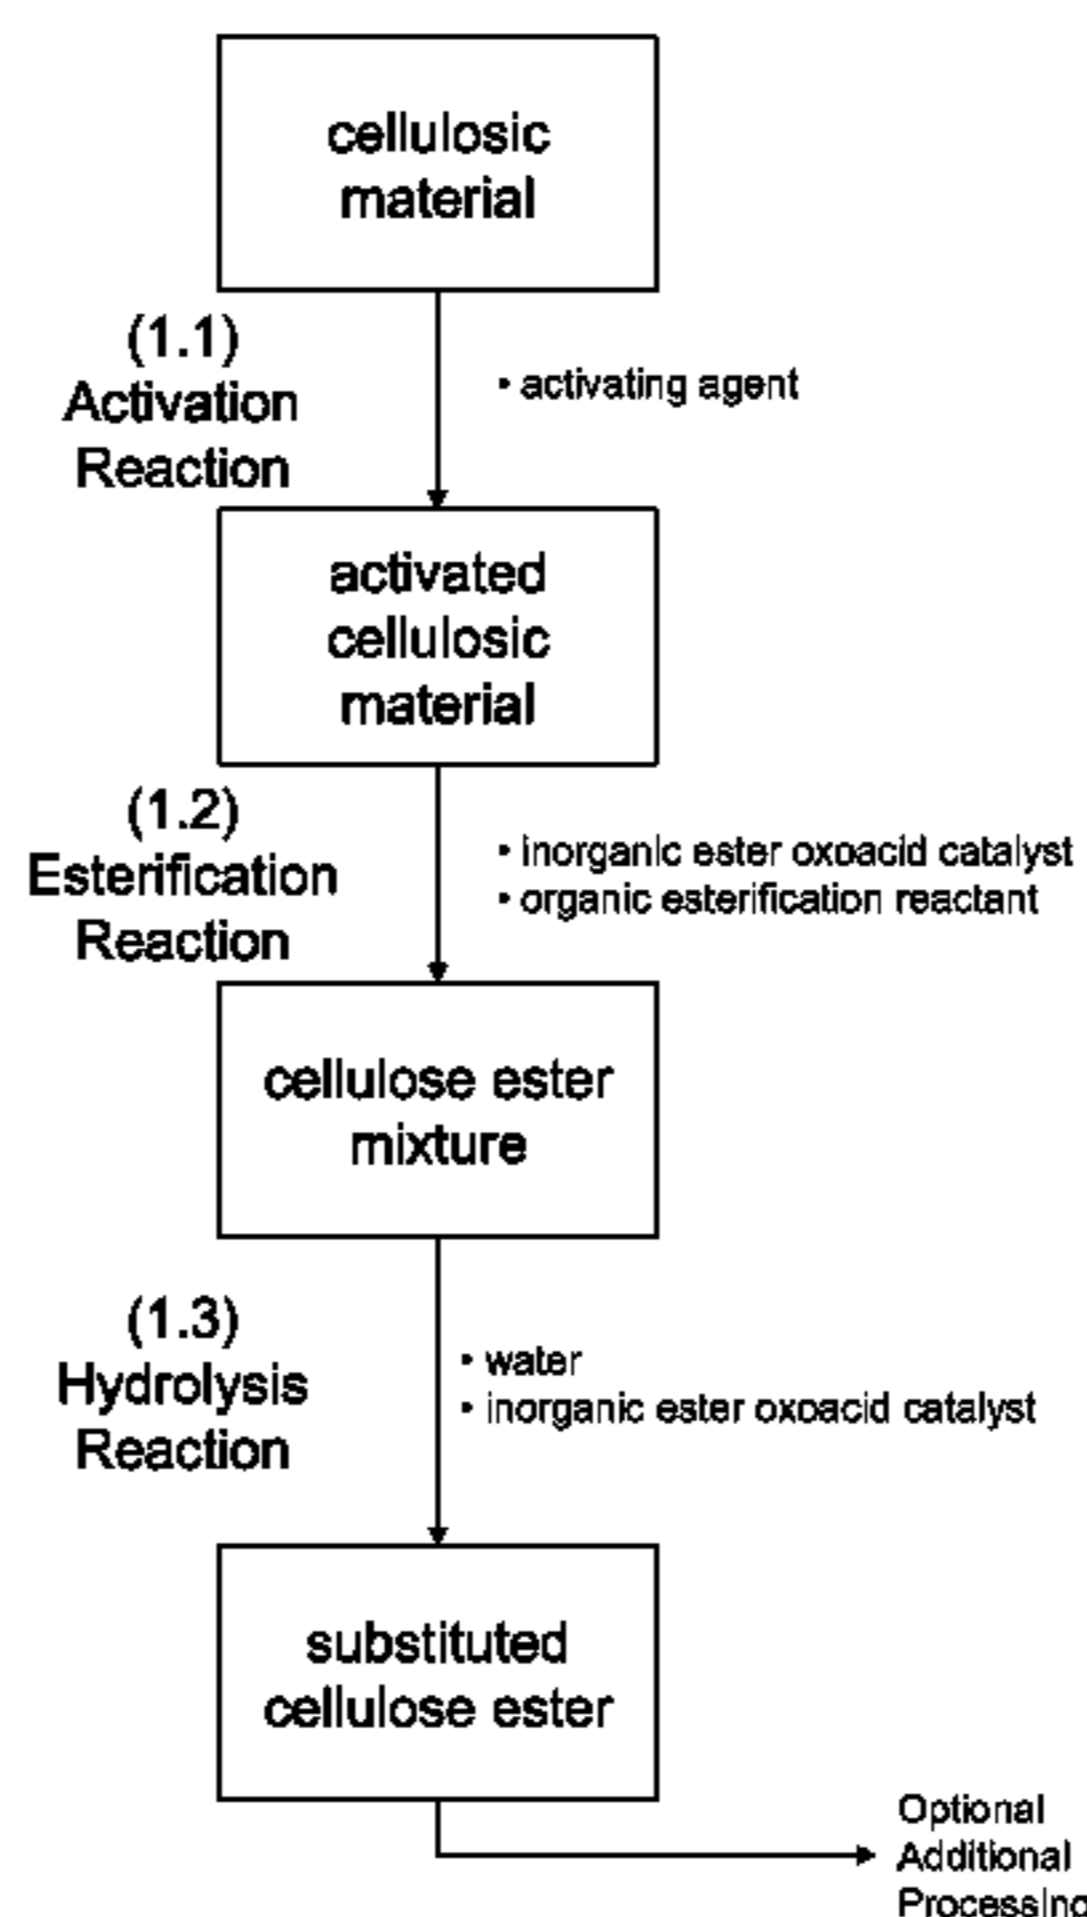 cellulosic
material
(1.1)
Activation
Reaction
• activating agent
activated
cellulosic
material
(1.2)
Esterification
Reaction
• inorganic ester oxoacid catalyst
• organic esterification reactant
cellulose ester
mixture
(1.3)
Hydrolysis
Reaction
• water
• inorganic ester oxoacid catalyst
substituted
cellulose ester
Optional
Additional
Processing